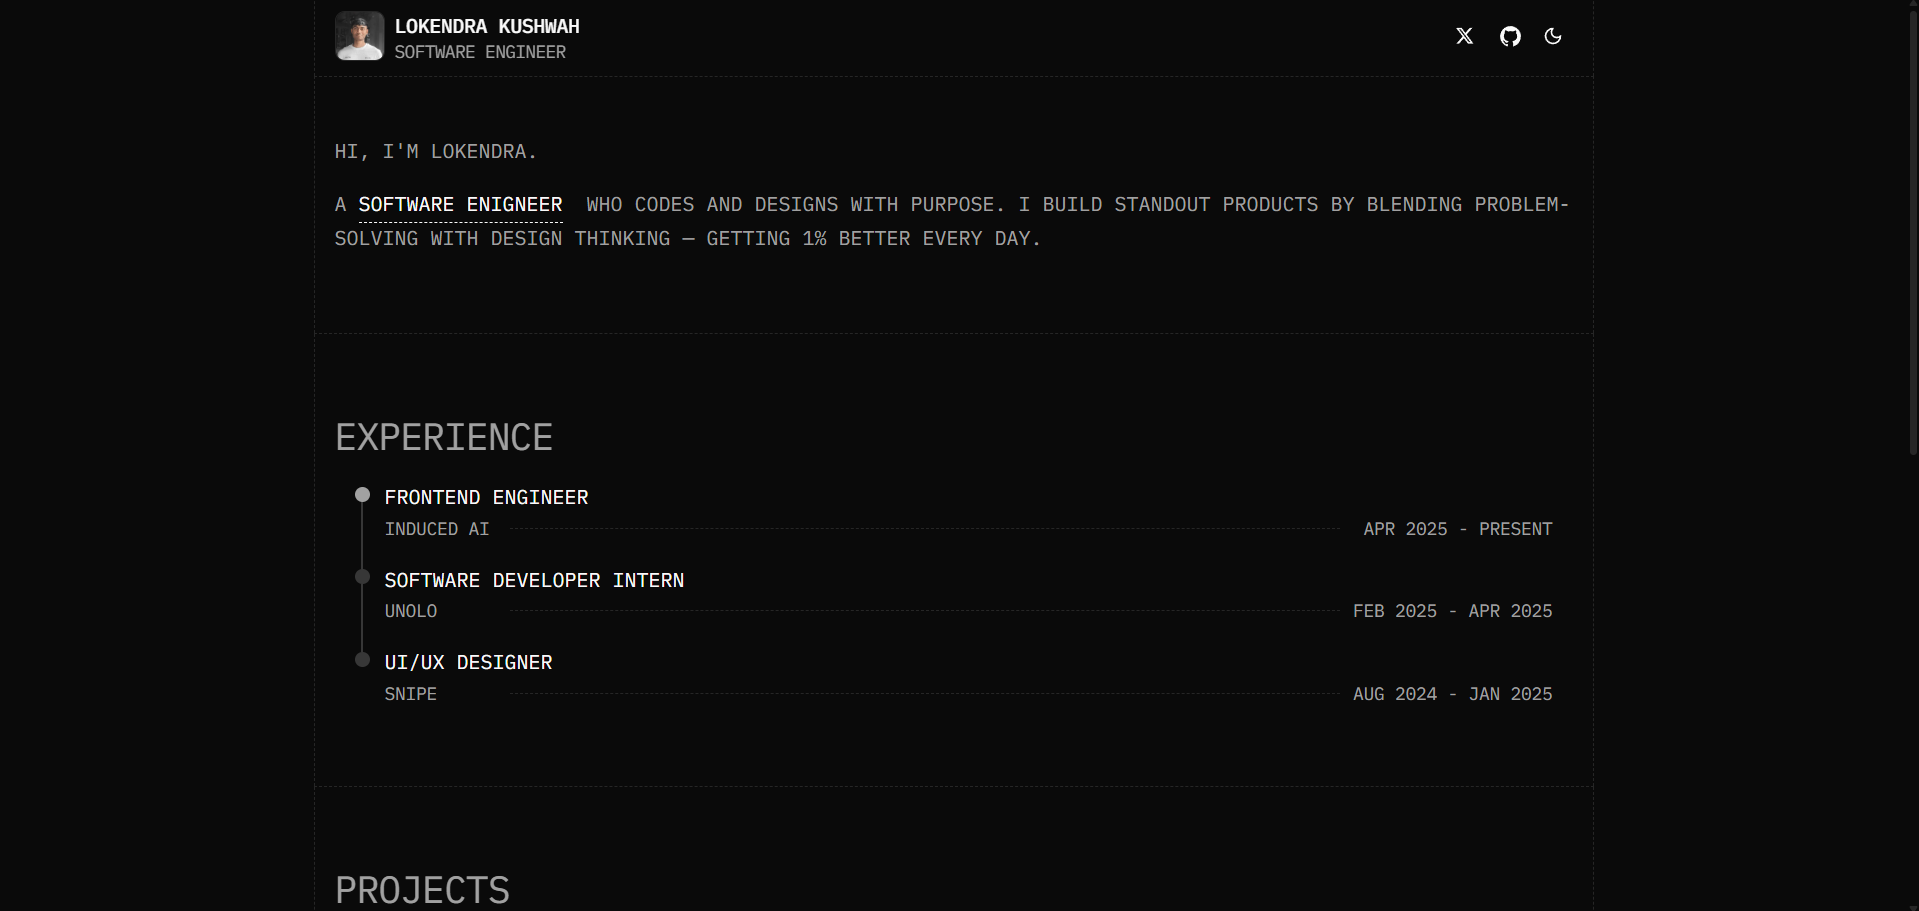 LOKENDRA KUSHWAH
SOFTWARE ENGINEER
HI, I'M LOKENDRA.
A SOFTWARE ENIGNEER WHO CODES AND DESIGNS WITH PURPOSE. I BUILD STANDOUT PRODUCTS BY BLENDING PROBLEM-
SOLVING WITH DESIGN THINKING — GETTING 1% BETTER EVERY DAY.
EXPERIENCE
FRONTEND ENGINEER
INDUCED AI APR 2025 - PRESENT
SOFTWARE DEVELOPER INTERN
UNOLO FEB 2025 - APR 2025
UI/UX DESIGNER
SNIPE AUG 2024 - JAN 2025
PROJECTS